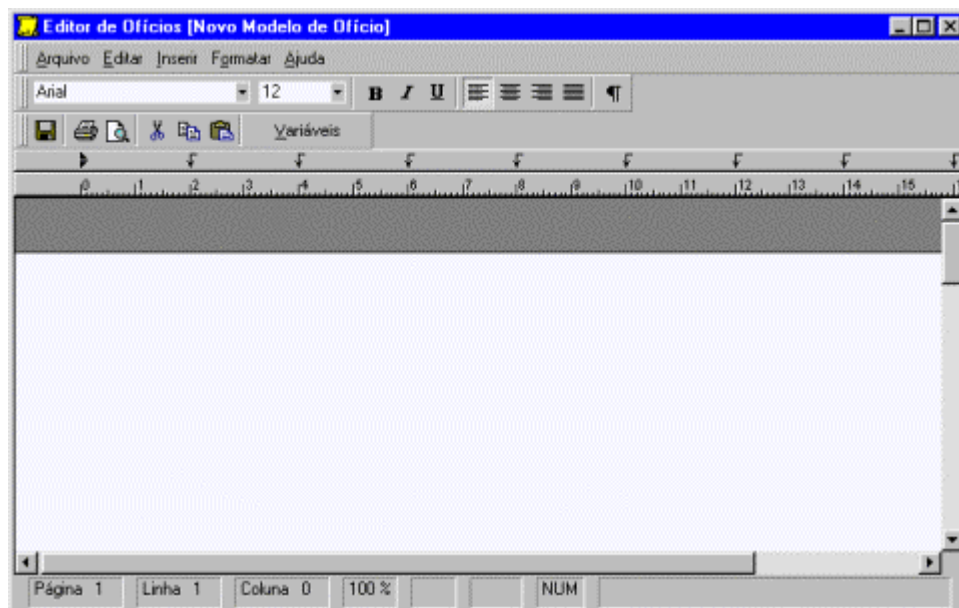 Editor de Ofícios [Novo Modelo de Ofício]
Arquivo Editar Inserir Formatar Ajuda
Arial 12 B I U ¶
Variáveis
0 1 2 3 4 5 6 7 8 9 10 11 12 13 14 15
Página 1 Linha 1 Coluna 0 100 % NUM